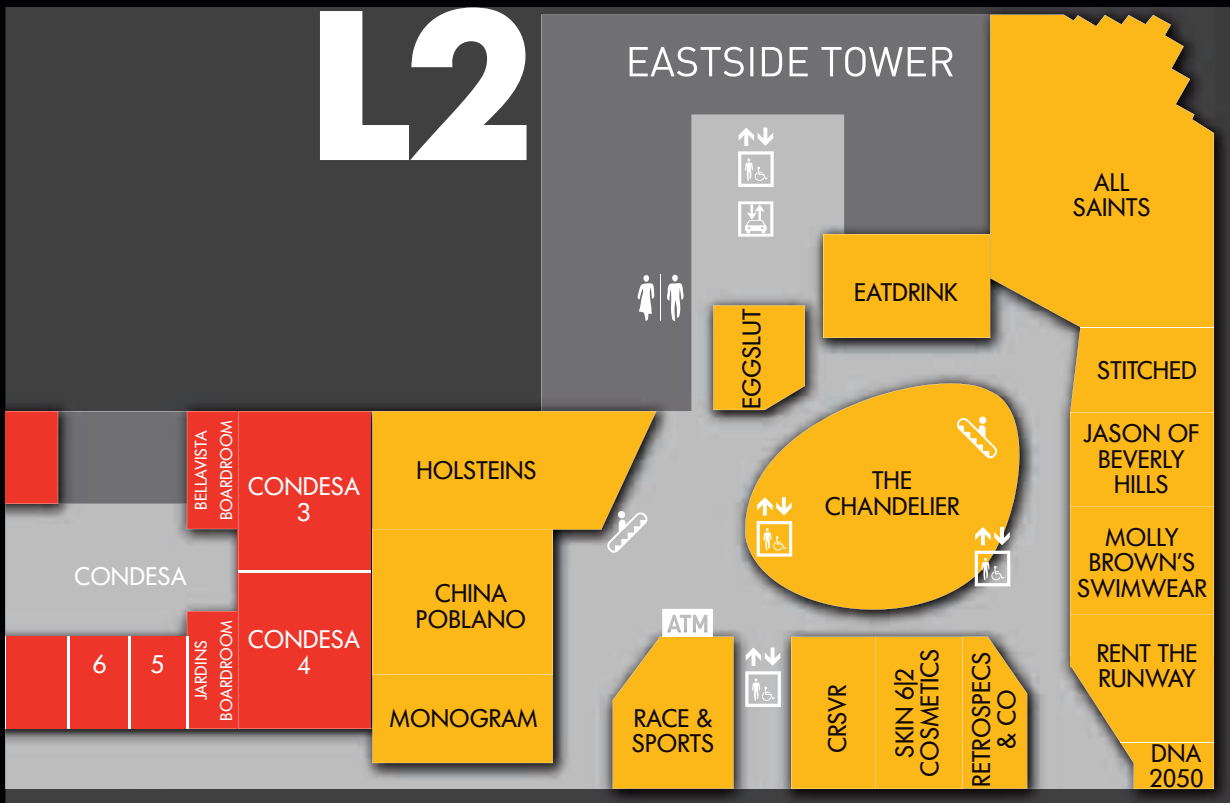 L2
EASTSIDE TOWER
ALL
SAINTS
EATDRINK
EGGSLUT
STITCHED
BELLAVISTA
BOARDROOM
CONDESA
3
HOLSTEINS
THE
CHANDELIER
JASON OF
BEVERLY
HILLS
CONDESA
CHINA
POBLANO
MOLLY
BROWN'S
SWIMWEAR
6
5
JARDINS
BOARDROOM
CONDESA
4
ATM
MONOGRAM
RACE &
SPORTS
CRSVR
SKIN 6|2
COSMETICS
RETROSPECS
& CO
RENT THE
RUNWAY
DNA
2050